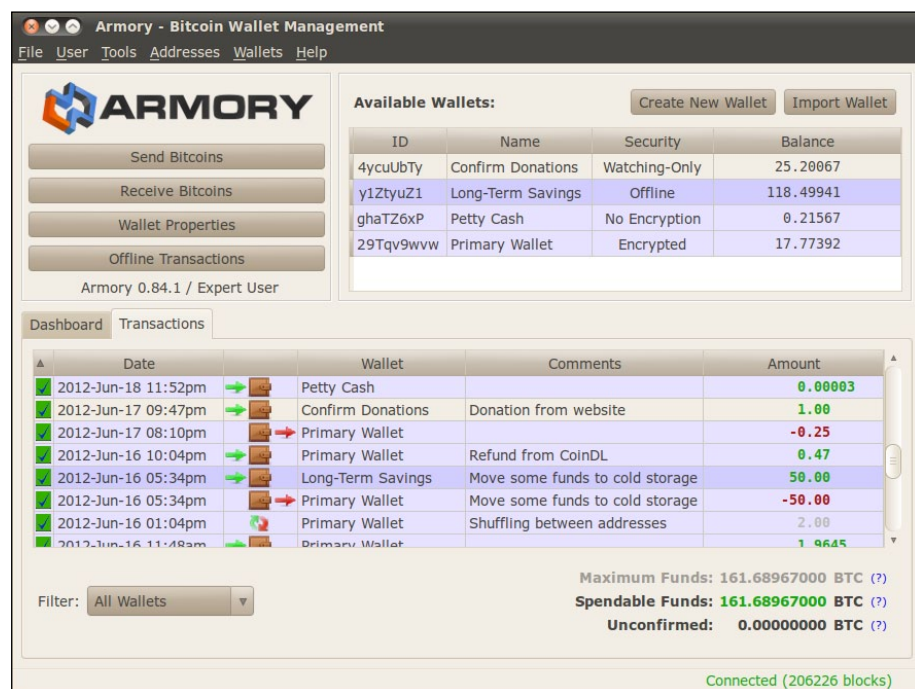 Armory - Bitcoin Wallet Management
File User Tools Addresses Wallets Help
ARMORY
Send Bitcoins
Receive Bitcoins
Wallet Properties
Offline Transactions
Armory 0.84.1 / Expert User
Available Wallets:
Create New Wallet
Import Wallet
ID Name Security Balance
4ycuUbTy Confirm Donations Watching-Only 25.20067
y1ZtyuZ1 Long-Term Savings Offline 118.49941
ghaTZ6xP Petty Cash No Encryption 0.21567
29Tqv9wvw Primary Wallet Encrypted 17.77392
Dashboard Transactions
Date Wallet Comments Amount
2012-Jun-18 11:52pm Petty Cash 0.00003
2012-Jun-17 09:47pm Confirm Donations Donation from website 1.00
2012-Jun-17 08:10pm Primary Wallet -0.25
2012-Jun-16 10:04pm Primary Wallet Refund from CoinDL 0.47
2012-Jun-16 05:34pm Long-Term Savings Move some funds to cold storage 50.00
2012-Jun-16 05:34pm Primary Wallet Move some funds to cold storage -50.00
2012-Jun-16 01:04pm Primary Wallet Shuffling between addresses 2.00
2012-Jun-16 11:48am Primary Wallet 1.9645
Filter: All Wallets
Maximum Funds: 161.68967000 BTC (?)
Spendable Funds: 161.68967000 BTC (?)
Unconfirmed: 0.00000000 BTC (?)
Connected (206226 blocks)